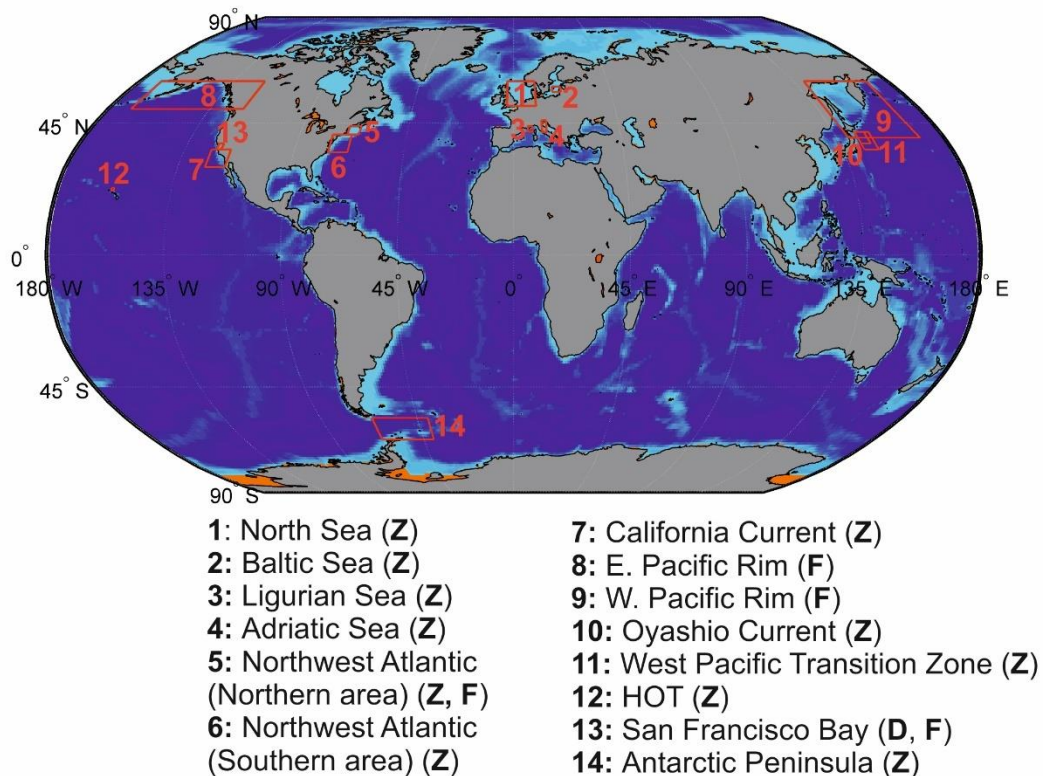 90° N
8
1
2
45° N
13
5
3
4
9
7
6
10
11
12
0°
180° W
135° W
90° W
45° W
0
45° E
90° E
135° E
180° E
45° S
14
90° S
1: North Sea (Z)
2: Baltic Sea (Z)
3: Ligurian Sea (Z)
4: Adriatic Sea (Z)
5: Northwest Atlantic
(Northern area) (Z, F)
6: Northwest Atlantic
(Southern area) (Z)
7: California Current (Z)
8: E. Pacific Rim (F)
9: W. Pacific Rim (F)
10: Oyashio Current (Z)
11: West Pacific Transition Zone (Z)
12: HOT (Z)
13: San Francisco Bay (D, F)
14: Antarctic Peninsula (Z)